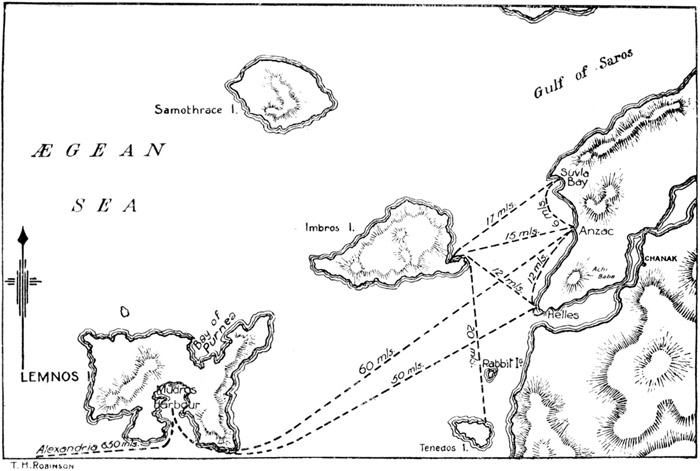 Gulf of Saros
Samothrace I.
ÆGEAN
SEA
Suvla
Bay
17 mls.
6 mls
Imbros I.
15 mls.
Anzac
CHANAK
12 mls.
12 mls.
Achi
Baba
Helles
Bay of
Purnea
20 mls.
60 mls.
50 mls.
Rabbit Iˢ
LEMNOS
Mudros
Harbour
Alexandria 650 mls.
Tenedos I.
T. H. ROBINSON